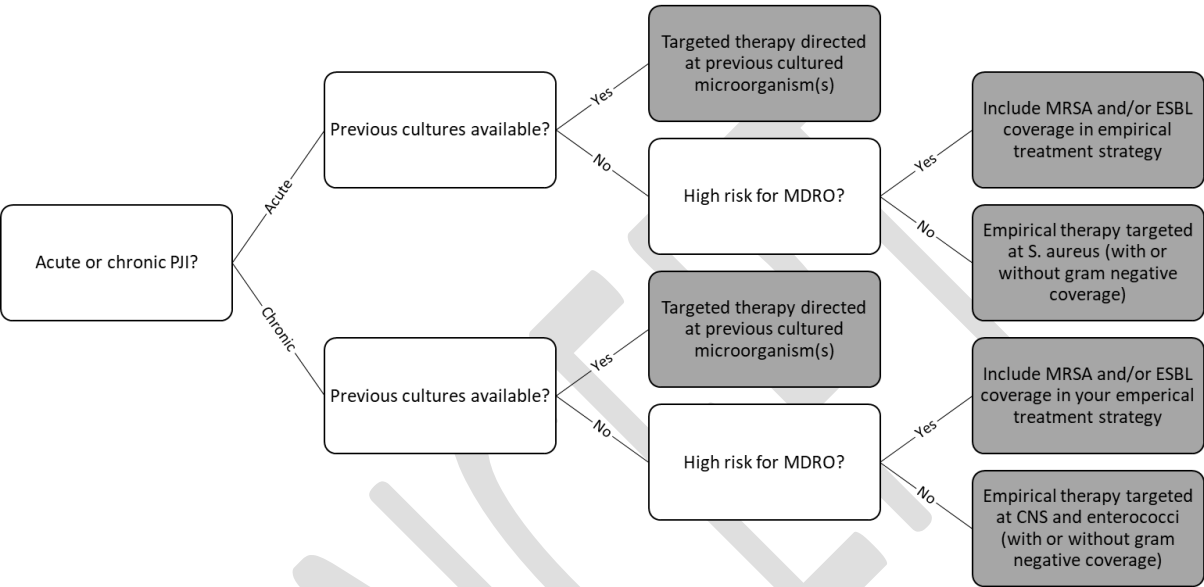 Acute or chronic PJI?
Acute
Chronic
Previous cultures available?
Yes
No
Targeted therapy directed
at previous cultured
microorganism(s)
High risk for MDRO?
Yes
No
Include MRSA and/or ESBL
coverage in empirical
treatment strategy
Empirical therapy targeted
at S. aureus (with or
without gram negative
coverage)
Previous cultures available?
Yes
No
Targeted therapy directed
at previous cultured
microorganism(s)
High risk for MDRO?
Yes
No
Include MRSA and/or ESBL
coverage in your emperical
treatment strategy
Empirical therapy targeted
at CNS and enterococci
(with or without gram
negative coverage)